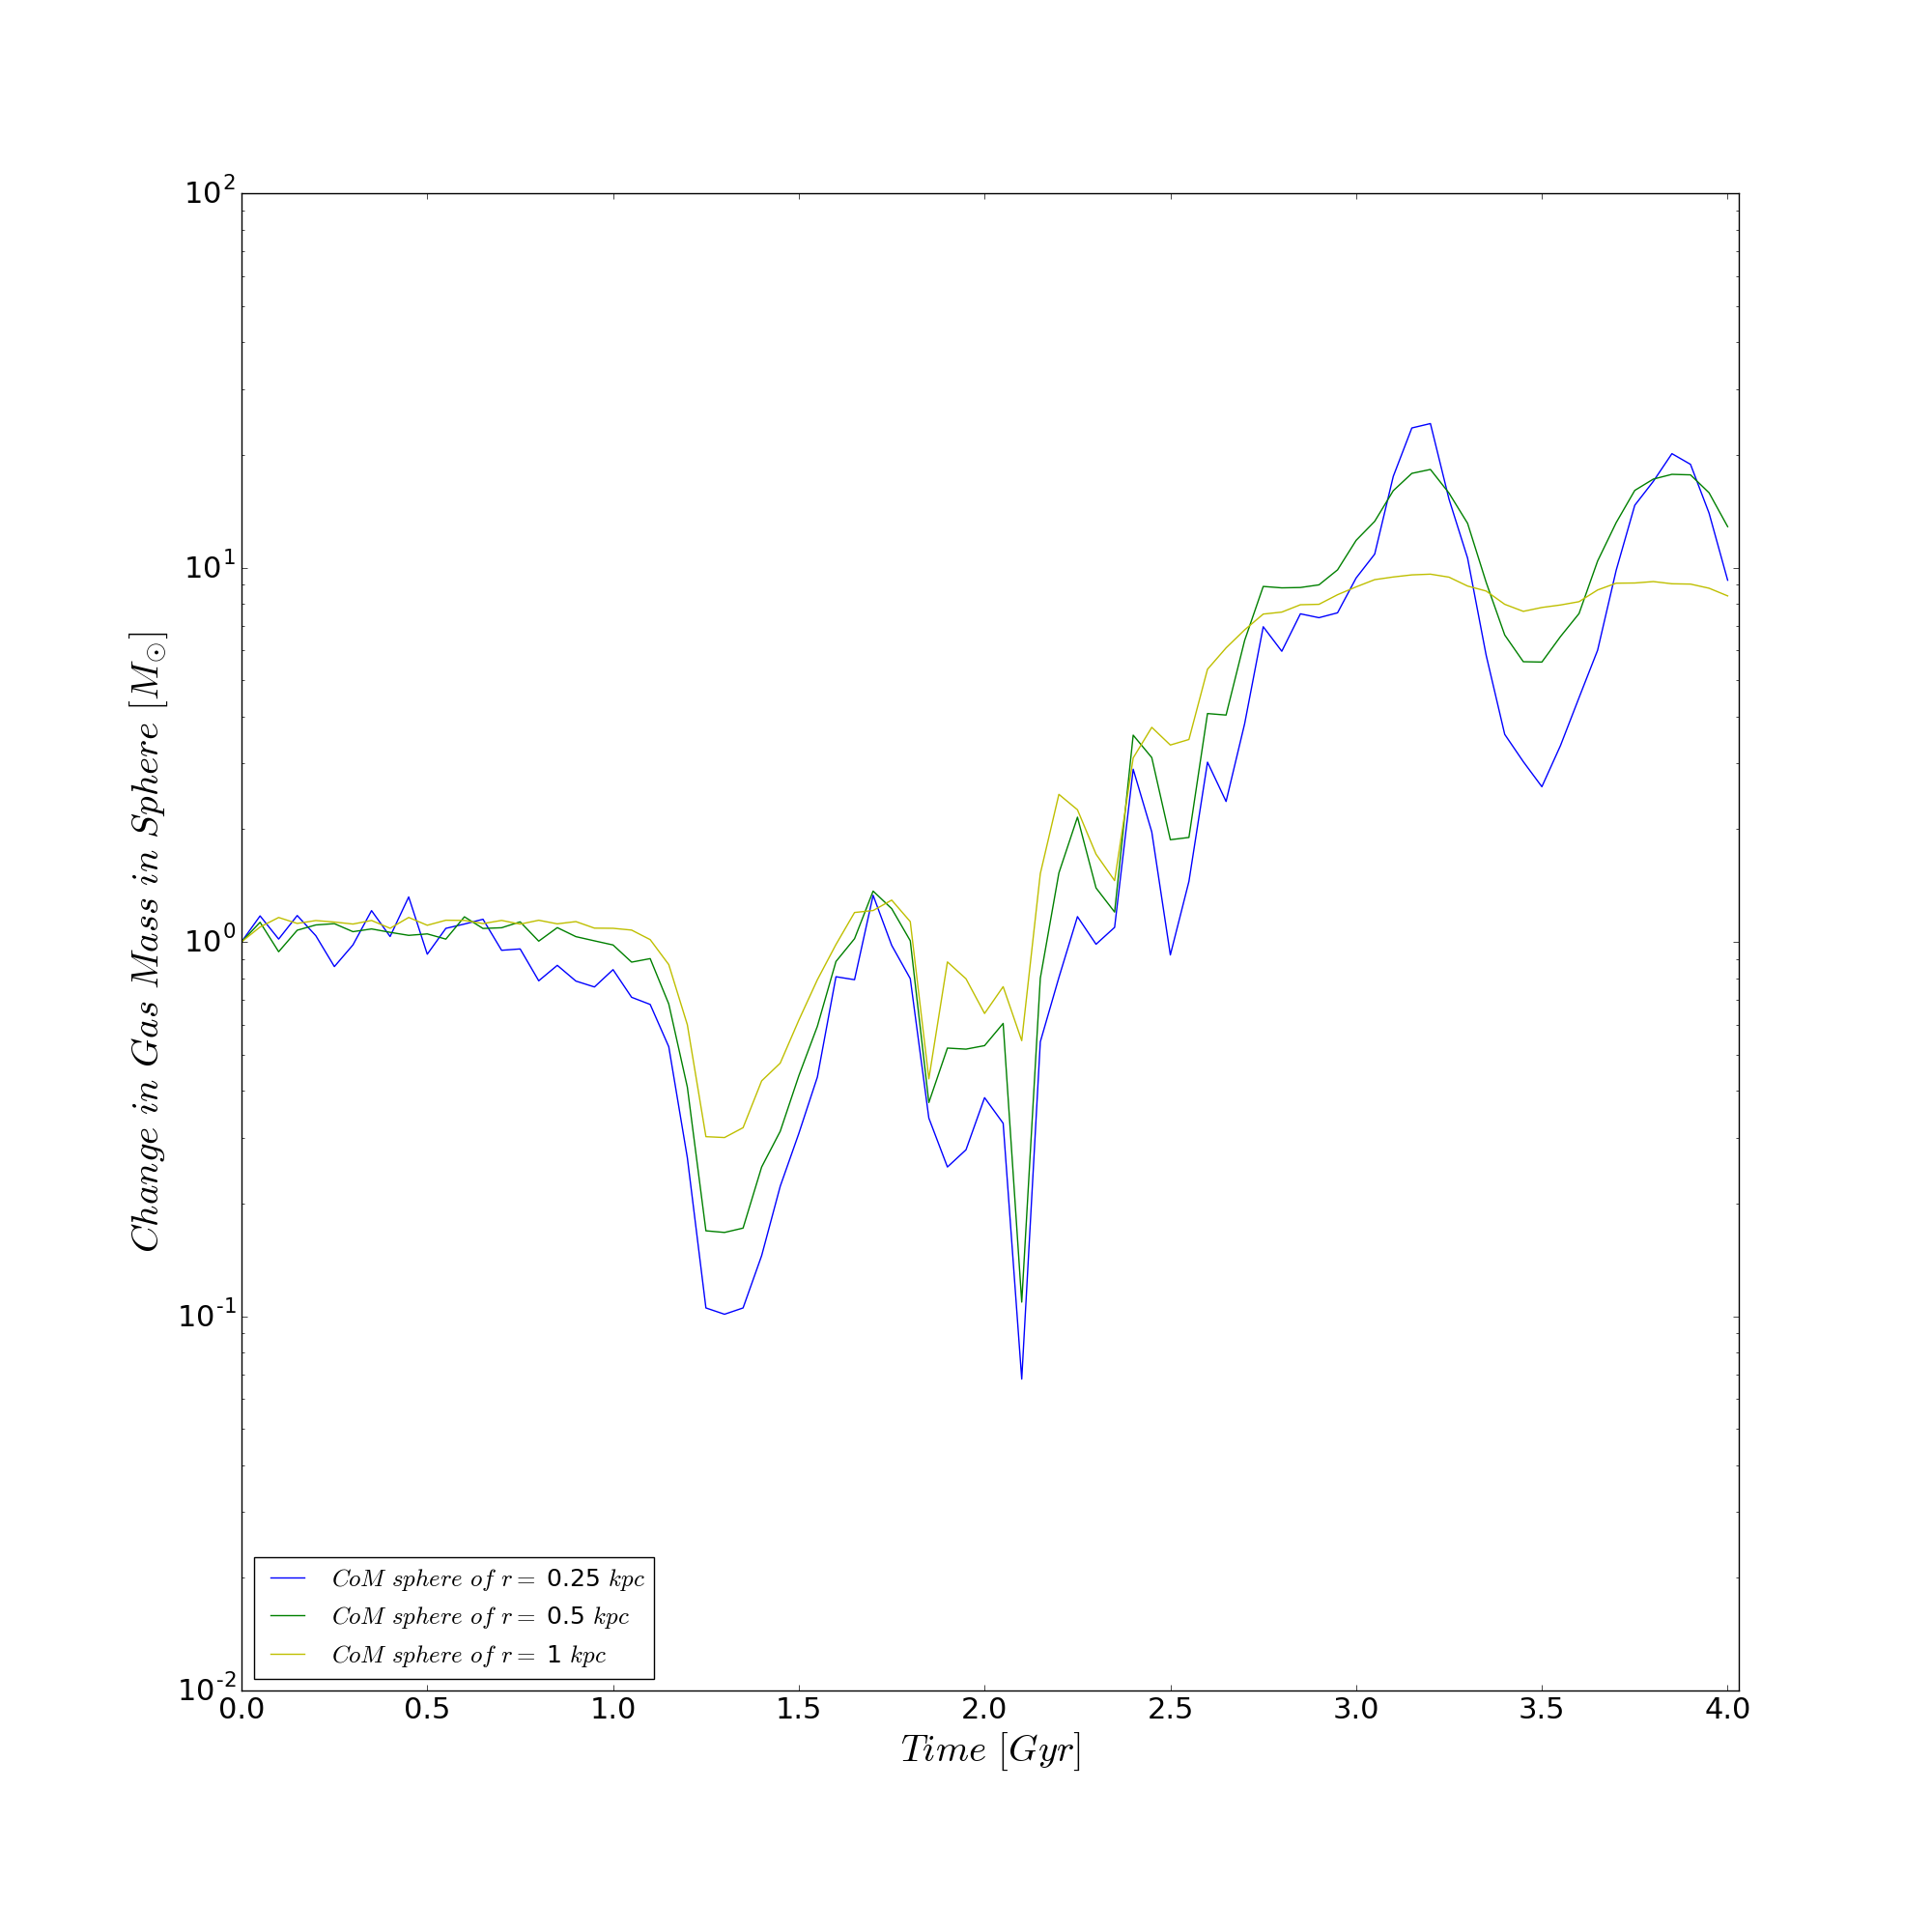 10^2
10^1
10^0
10^-1
10^-2
Change in Gas Mass in Sphere [M_⊙]
CoM sphere of r = 0.25 kpc
CoM sphere of r = 0.5 kpc
CoM sphere of r = 1 kpc
0.0 0.5 1.0 1.5 2.0 2.5 3.0 3.5 4.0
Time [Gyr]